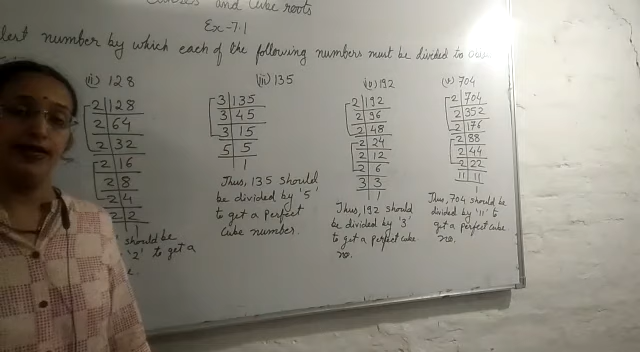 and Cube roots
Ex-7.1
number by which each of the following numbers must be divided to
(ii) 128
2 | 128
2 | 64
2 | 32
2 | 16
2 | 8
2 | 4
2 | 2
1
should be
'2' to get a
(iii) 135
3 | 135
3 | 45
3 | 15
5 | 5
1
Thus, 135 should
be divided by '5'
to get a perfect
cube number.
192
2 | 192
2 | 96
2 | 48
2 | 24
2 | 12
2 | 6
3 | 3
1
Thus, 192 should
be divided by '3'
to get a perfect cube
no.
(v) 704
2 | 704
2 | 352
2 | 176
2 | 88
2 | 44
2 | 22
11 | 11
1
Thus, 704 should be
divided by '11' to
get a perfect cube
no.